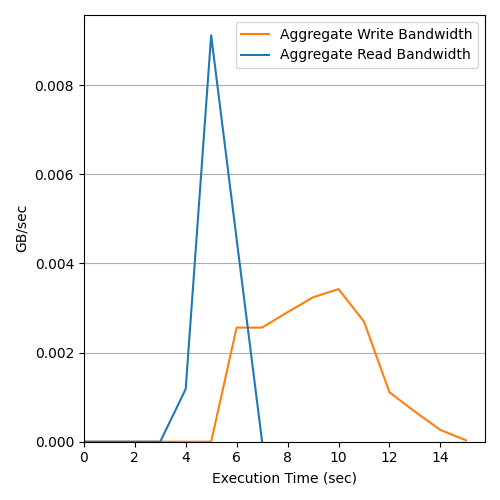 Aggregate Write Bandwidth
Aggregate Read Bandwidth
GB/sec
0.008
0.006
0.004
0.002
0.000
0 2 4 6 8 10 12 14
Execution Time (sec)